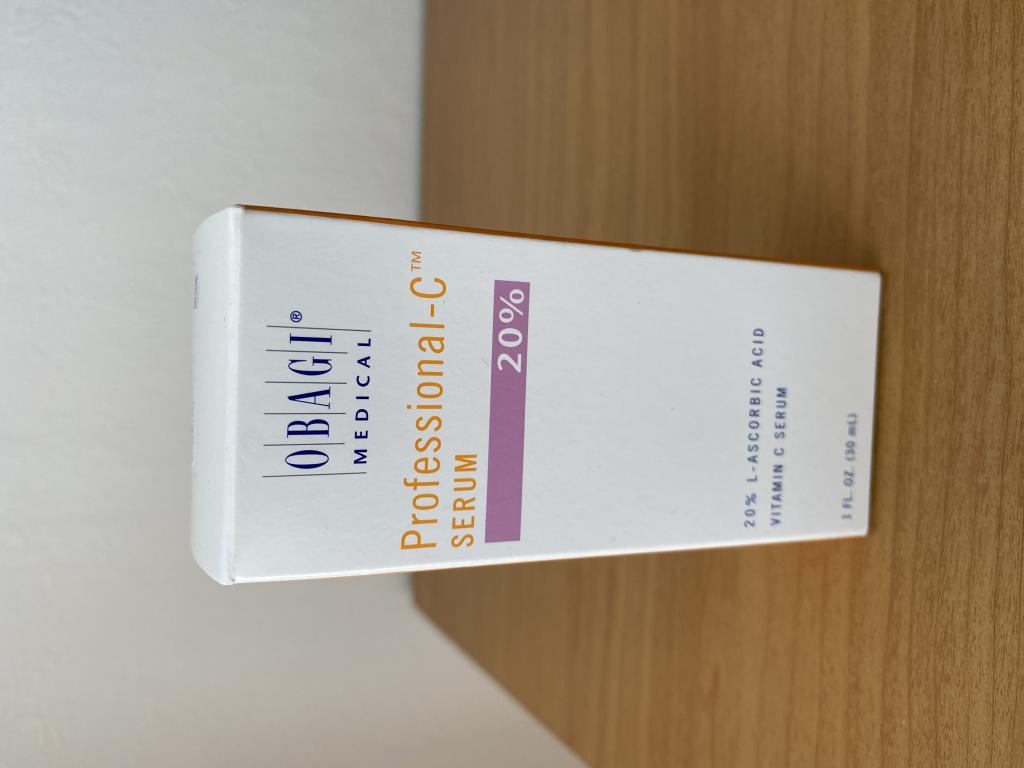 OBAGI®
MEDICAL
Professional-C™
SERUM
20%
20% L-ASCORBIC ACID
VITAMIN C SERUM
1 FL. OZ. (30 mL)